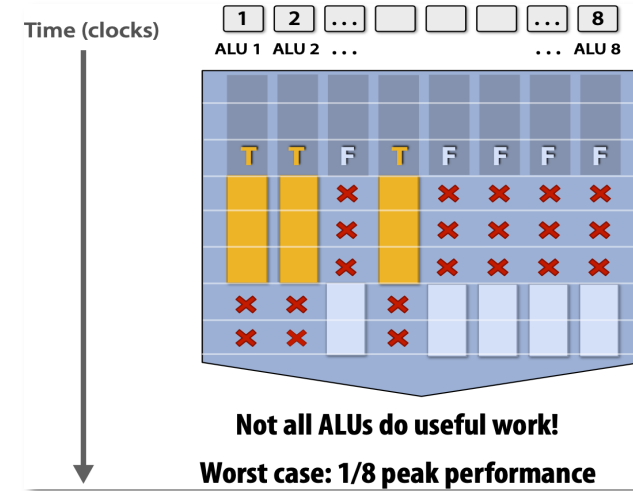 1 2 ... ... 8
Time (clocks)
ALU 1 ALU 2 ... ... ALU 8
T T F T F F F F
Not all ALUs do useful work!
Worst case: 1/8 peak performance